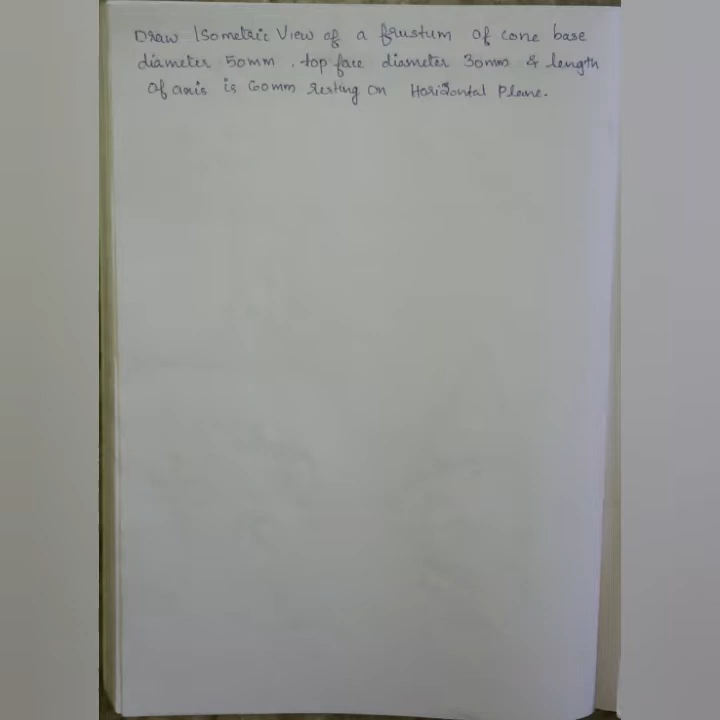 Draw Isometric View of a frustum of cone base
diameter 50mm, top face diameter 30mm & length
of axis is 60mm resting on Horizontal Plane.